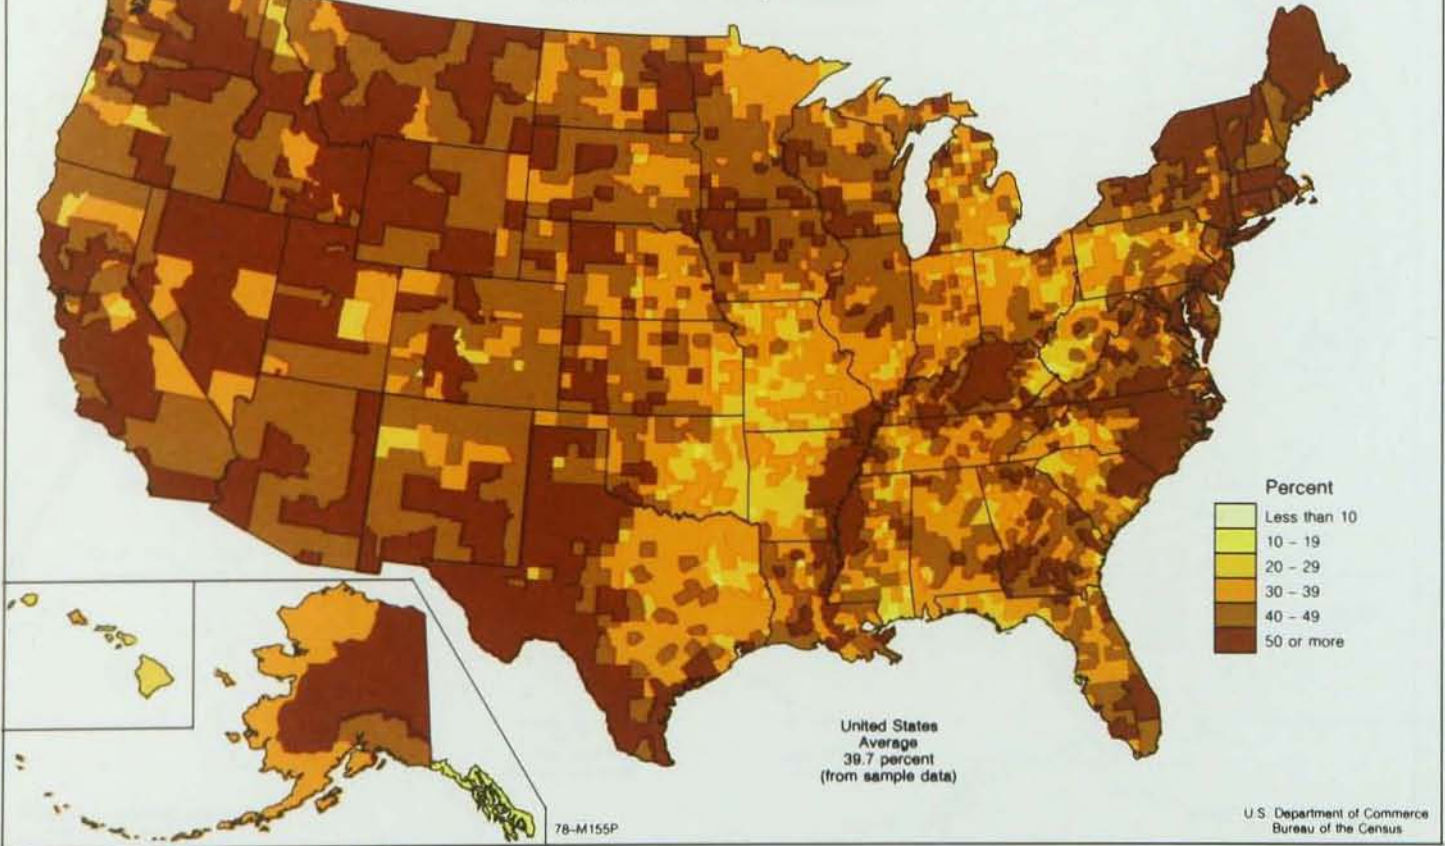 Percent
Less than 10
10 – 19
20 – 29
30 – 39
40 – 49
50 or more
United States
Average
39.7 percent
(from sample data)
78-M155P
U.S. Department of Commerce
Bureau of the Census